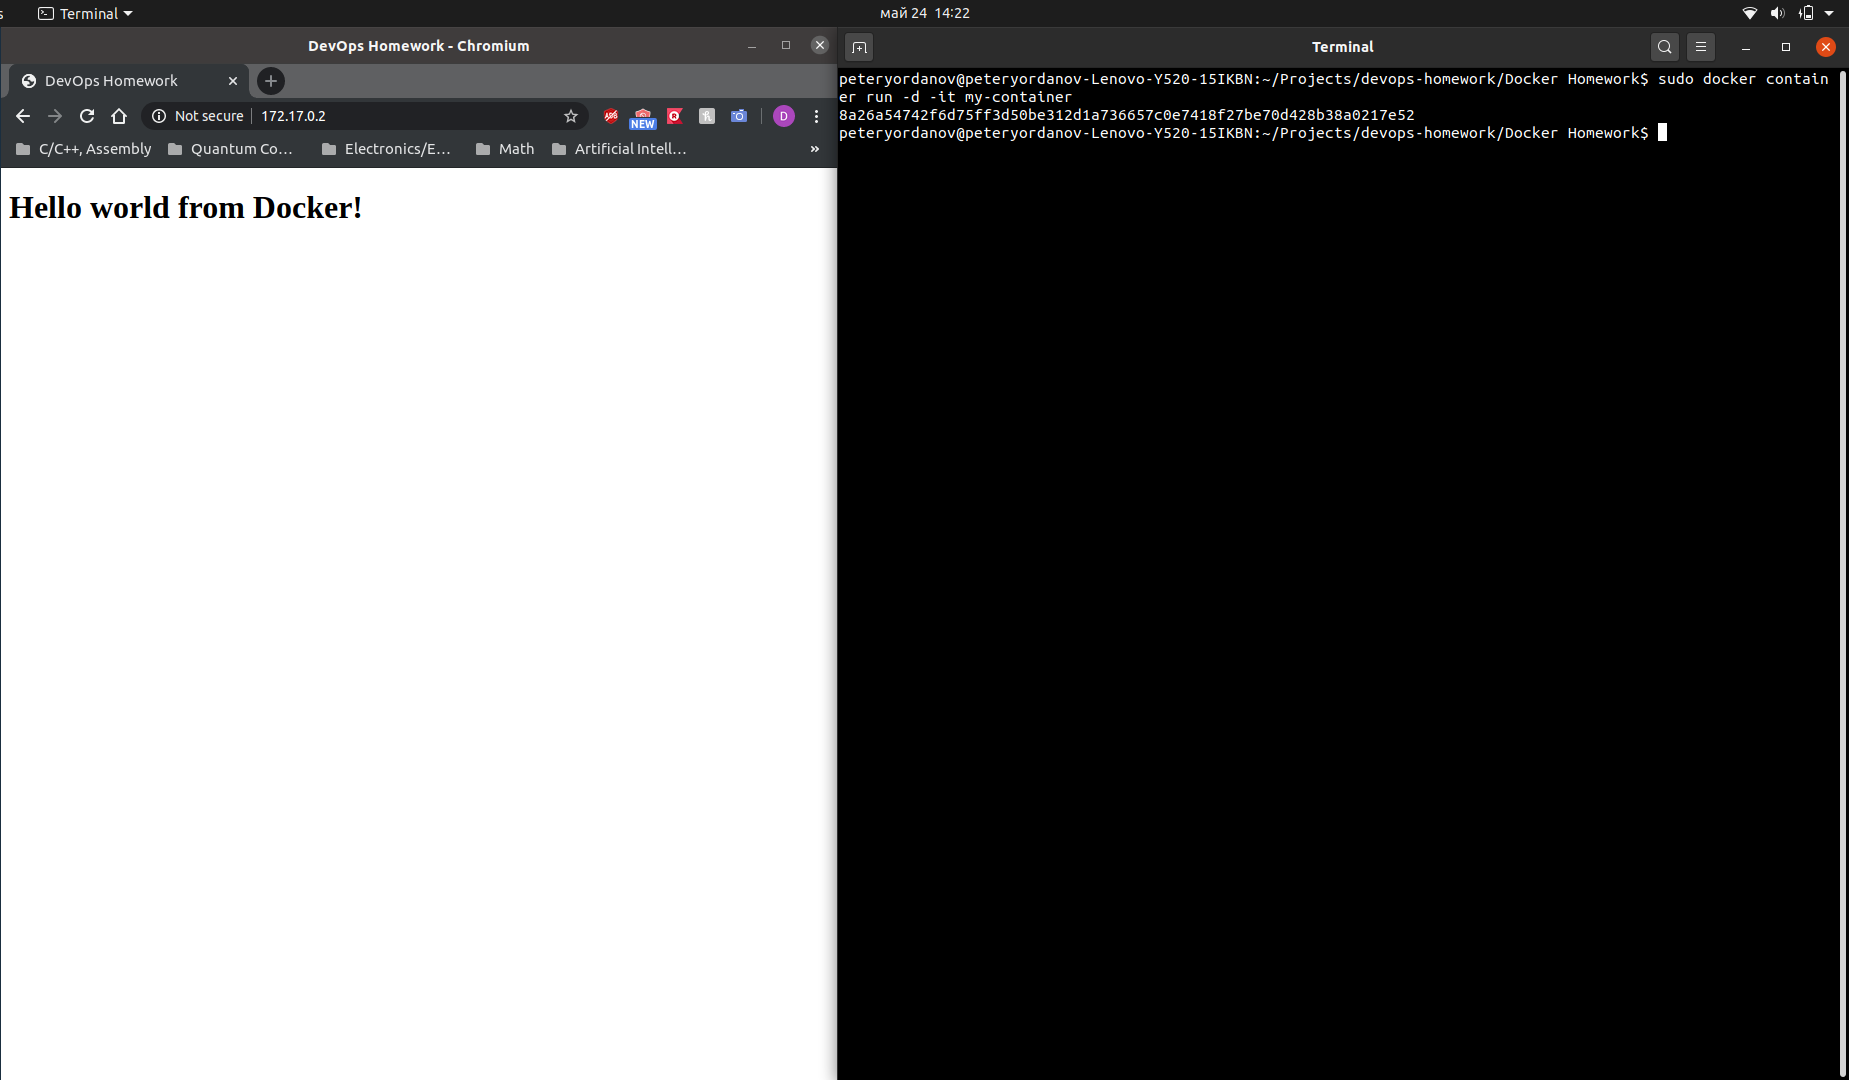 s
Terminal
май 24 14:22
DevOps Homework - Chromium
DevOps Homework
Not secure
172.17.0.2
NEW
D
C/C++, Assembly
Quantum Co…
Electronics/E…
Math
Artificial Intell…
»
Hello world from Docker!
Terminal
peteryordanov@peteryordanov-Lenovo-Y520-15IKBN:~/Projects/devops-homework/Docker Homework$ sudo docker contain
er run -d -it my-container
8a26a54742f6d75ff3d50be312d1a736657c0e7418f27be70d428b38a0217e52
peteryordanov@peteryordanov-Lenovo-Y520-15IKBN:~/Projects/devops-homework/Docker Homework$